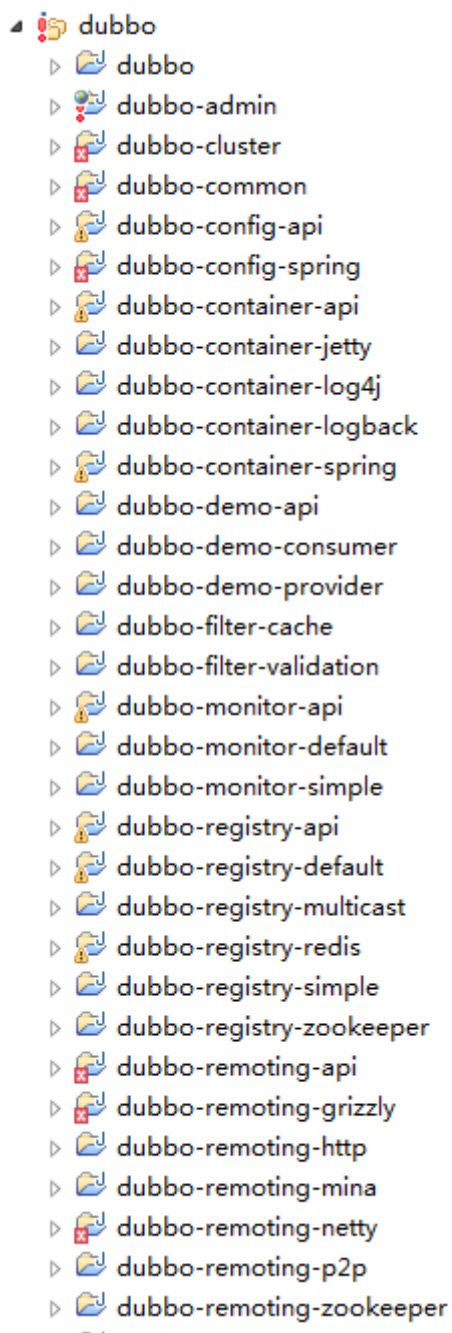 dubbo
dubbo
dubbo-admin
dubbo-cluster
dubbo-common
dubbo-config-api
dubbo-config-spring
dubbo-container-api
dubbo-container-jetty
dubbo-container-log4j
dubbo-container-logback
dubbo-container-spring
dubbo-demo-api
dubbo-demo-consumer
dubbo-demo-provider
dubbo-filter-cache
dubbo-filter-validation
dubbo-monitor-api
dubbo-monitor-default
dubbo-monitor-simple
dubbo-registry-api
dubbo-registry-default
dubbo-registry-multicast
dubbo-registry-redis
dubbo-registry-simple
dubbo-registry-zookeeper
dubbo-remoting-api
dubbo-remoting-grizzly
dubbo-remoting-http
dubbo-remoting-mina
dubbo-remoting-netty
dubbo-remoting-p2p
dubbo-remoting-zookeeper